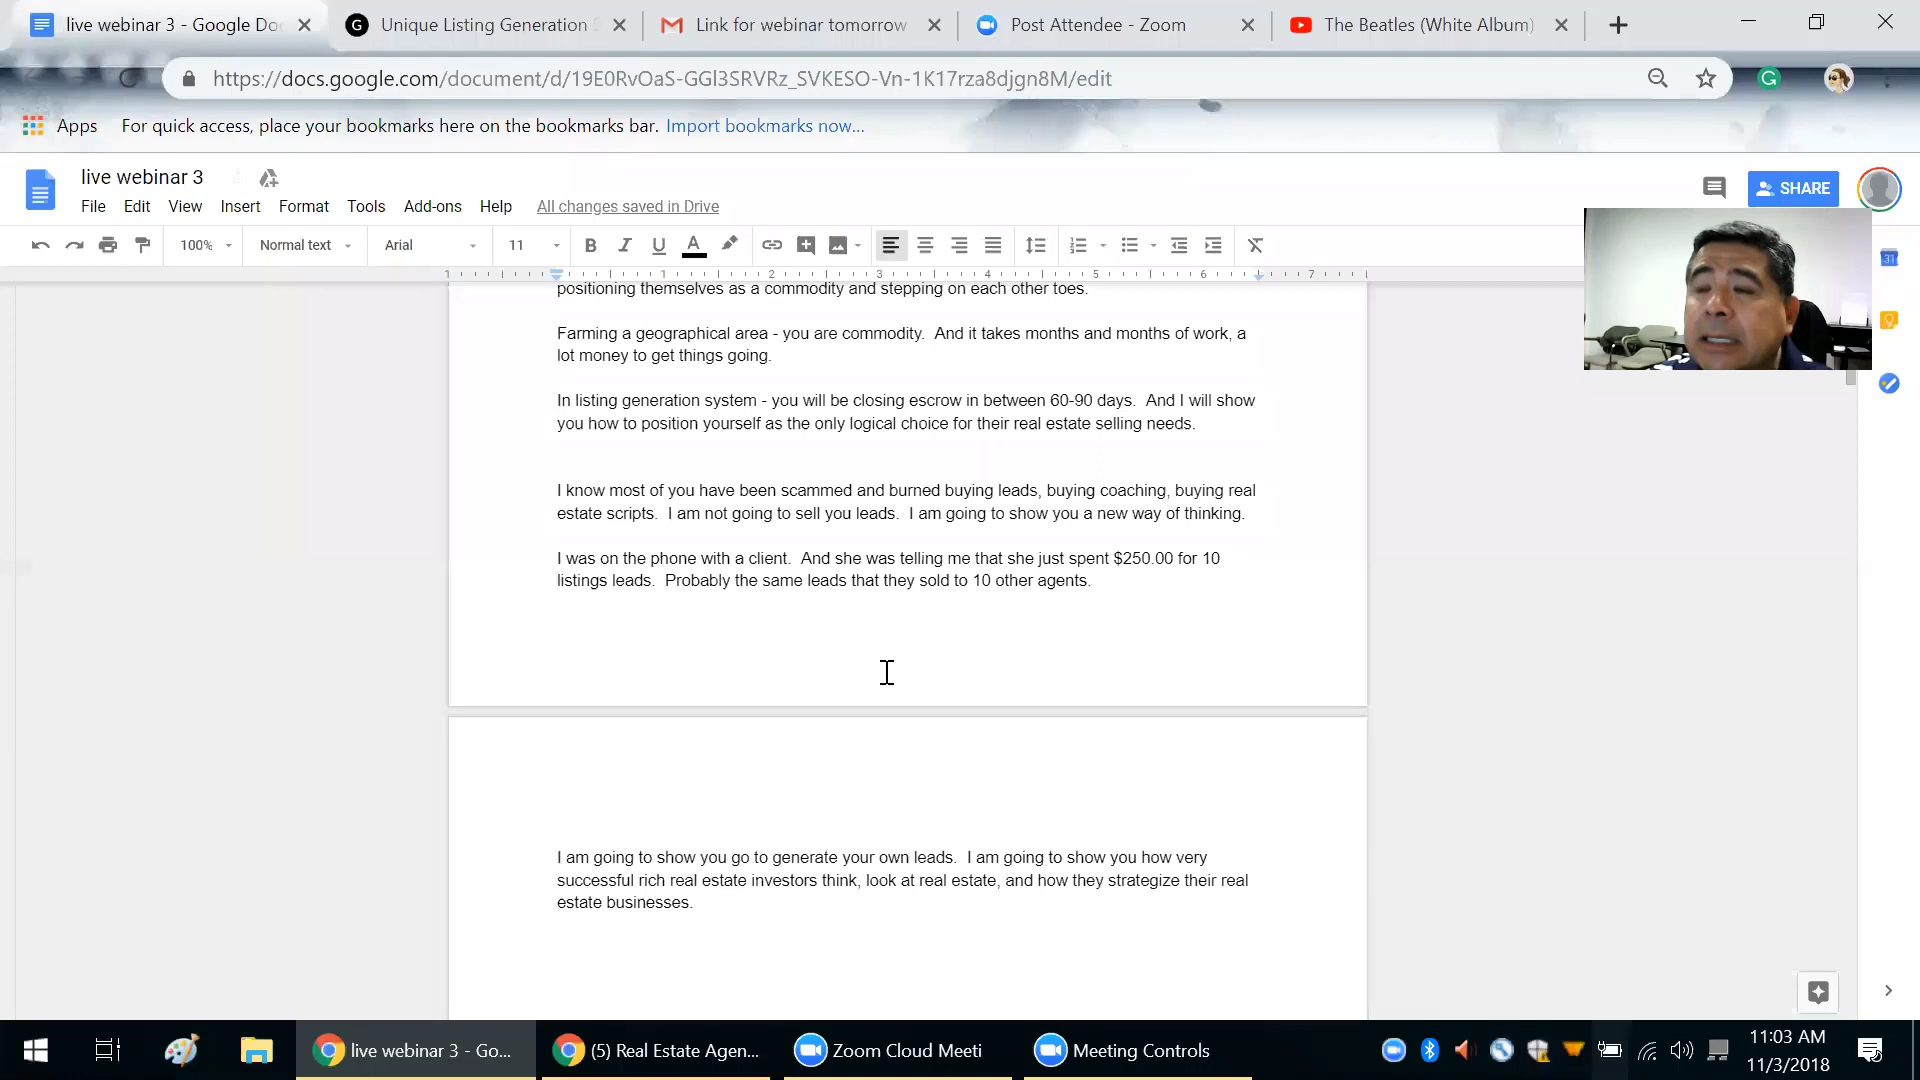 live webinar 3 - Google Do
Unique Listing Generation
Link for webinar tomorrow
Post Attendee - Zoom
The Beatles (White Album)
https://docs.google.com/document/d/19E0RvOaS-GGl3SRVRz_SVKESO-Vn-1K17rza8djgn8M/edit
Apps For quick access, place your bookmarks here on the bookmarks bar. Import bookmarks now...
live webinar 3
SHARE
File Edit View Insert Format Tools Add-ons Help All changes saved in Drive
100% Normal text Arial 11 B I U A
1 1 2 3 4 5 6 7
positioning themselves as a commodity and stepping on each other toes.
Farming a geographical area - you are commodity. And it takes months and months of work, a
lot money to get things going.
In listing generation system - you will be closing escrow in between 60-90 days. And I will show
you how to position yourself as the only logical choice for their real estate selling needs.
I know most of you have been scammed and burned buying leads, buying coaching, buying real
estate scripts. I am not going to sell you leads. I am going to show you a new way of thinking.
I was on the phone with a client. And she was telling me that she just spent $250.00 for 10
listings leads. Probably the same leads that they sold to 10 other agents.
I am going to show you go to generate your own leads. I am going to show you how very
successful rich real estate investors think, look at real estate, and how they strategize their real
estate businesses.
live webinar 3 - Go...
(5) Real Estate Agen...
Zoom Cloud Meeti
Meeting Controls
11:03 AM
11/3/2018